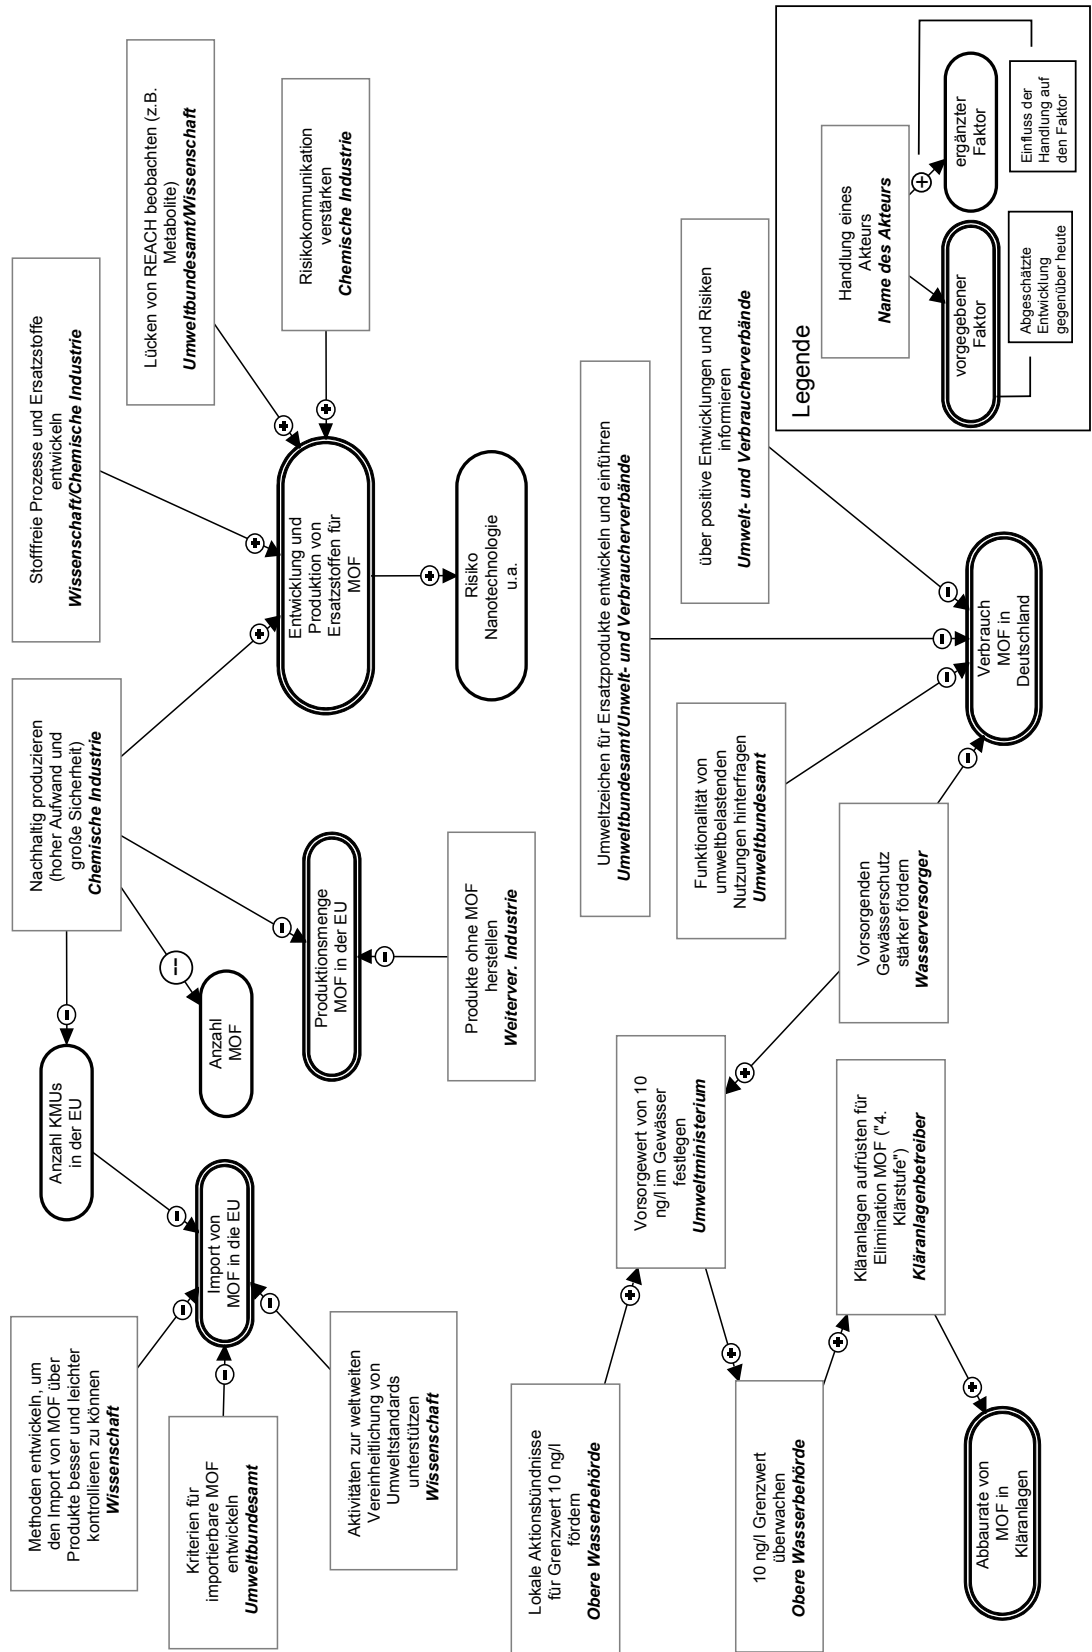 Methoden entwickeln, um
den Import von MOF über
Produkte besser und leichter
kontrollieren zu können
Wissenschaft
Kriterien für
importierbare MOF
entwickeln
Umweltbundesamt
Aktivitäten zur weltweiten
Vereinheitlichung von
Umweltstandards
unterstützen
Wissenschaft
Import von
MOF in die EU
Anzahl KMUs
in der EU
Anzahl
MOF
Nachhaltig produzieren
(hoher Aufwand und
große Sicherheit)
Chemische Industrie
Produktionsmenge
MOF in der EU
Produkte ohne MOF
herstellen
Weiterver. Industrie
Stofffreie Prozesse und Ersatzstoffe
entwickeln
Wissenschaft/Chemische Industrie
Lücken von REACH beobachten (z.B.
Metabolite)
Umweltbundesamt/Wissenschaft
Risikokommunikation
verstärken
Chemische Industrie
Entwicklung und
Produktion von
Ersatzstoffen für
MOF
Risiko
Nanotechnologie
u.a.
Lokale Aktionsbündnisse
für Grenzwert 10 ng/l
fördern
Obere Wasserbehörde
Vorsorgewert von 10
ng/l im Gewässer
festlegen
Umweltministerium
10 ng/l Grenzwert
überwachen
Obere Wasserbehörde
Kläranlagen aufrüsten für
Elimination MOF ("4.
Klärstufe")
Kläranlagenbetreiber
Abbaurate von
MOF in
Kläranlagen
Umweltzeichen für Ersatzprodukte entwickeln und einführen
Umweltbundesamt/Unwelt- und Verbraucherverbände
Funktionalität von
umweltbelastenden
Nutzungen hinterfragen
Umweltbundesamt
über positive Entwicklungen und Risiken
informieren
Umwelt- und Verbraucherverbände
Vorsorgenden
Gewässerschutz
stärker fördern
Wasserversorger
Verbrauch
MOF in
Deutschland
Legende
Handlung eines
Akteurs
Name des Akteurs
vorgegebener
Faktor
ergänzter
Faktor
Abgeschätzte
Entwicklung
gegenüber heute
Einfluss der
Handlung auf
den Faktor